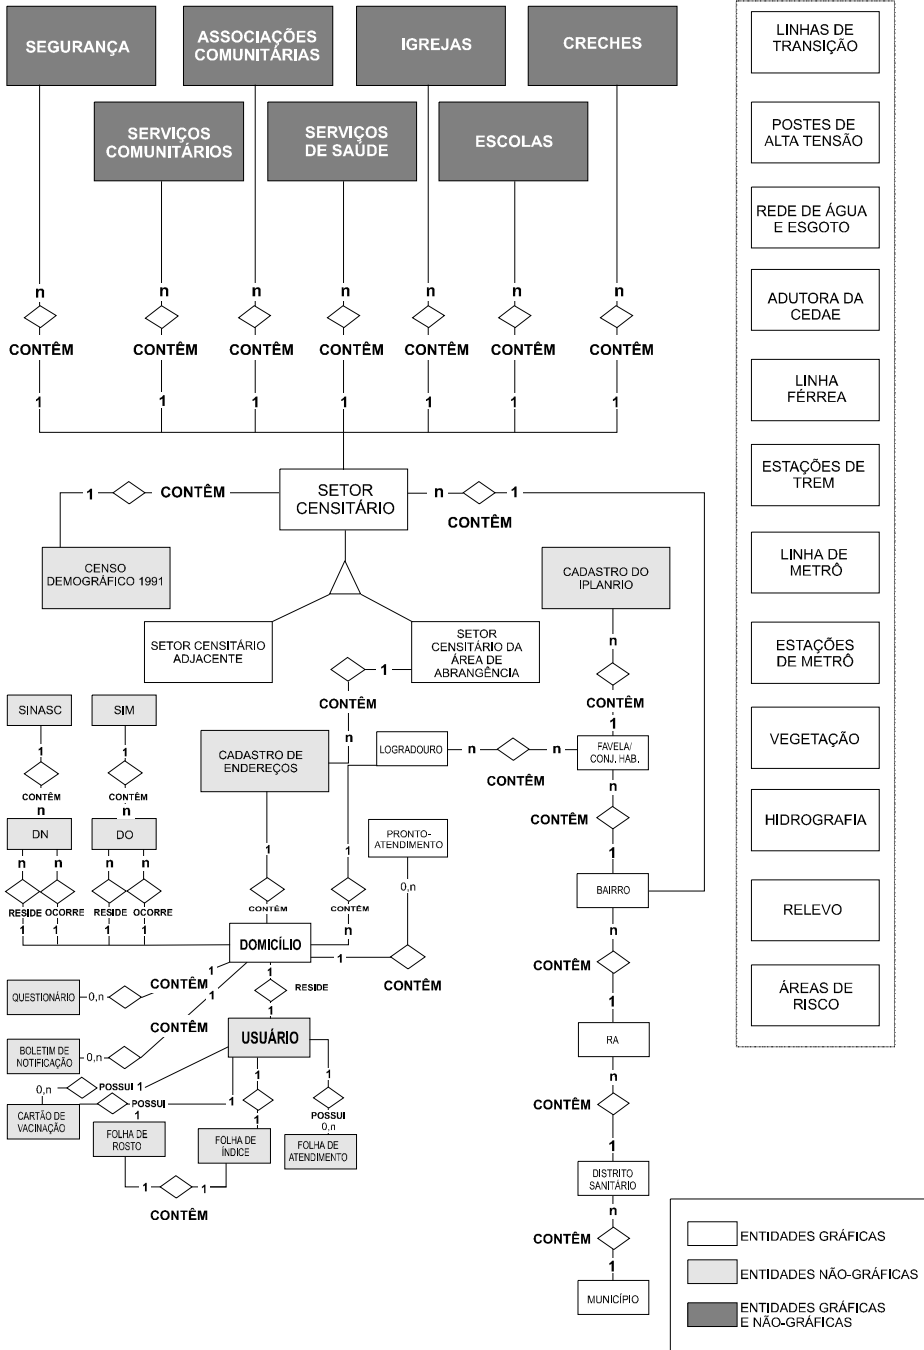 SEGURANÇA
ASSOCIAÇÕES
COMUNITÁRIAS
IGREJAS
CRECHES
SERVIÇOS
COMUNITÁRIOS
SERVIÇOS
DE SAÚDE
ESCOLAS
n n n n n n n
CONTÊM CONTÊM CONTÊM CONTÊM CONTÊM CONTÊM CONTÊM
1 1 1 1 1 1 1
SETOR
CENSITÁRIO
1 CONTÊM
n 1
CONTÊM
CENSO
DEMOGRÁFICO 1991
CADASTRO DO
IPLANRIO
SETOR CENSITÁRIO
ADJACENTE
SETOR
CENSITÁRIO DA
ÁREA DE
ABRANGÊNCIA
1
CONTÊM
n
n
CONTÊM
1
SINASC
SIM
1
CONTÊM
n
1
CONTÊM
n
CADASTRO DE
ENDEREÇOS
LOGRADOURO
n n
CONTÊM
FAVELA/
CONJ. HAB.
n
CONTÊM
1
DN
DO
n n n n
RESIDE OCORRE RESIDE OCORRE
1 1 1 1
1
CONTÊM
1
1
CONTÊM
n
PRONTO-
ATENDIMENTO
0,n
1
CONTÊM
BAIRRO
n
CONTÊM
1
DOMICÍLIO
QUESTIONÁRIO
0,n
CONTÊM
1
BOLETIM DE
NOTIFICAÇÃO
0,n
CONTÊM
1
1
RESIDE
1
USUÁRIO
RA
n
CONTÊM
1
0,n
POSSUI 1
CARTÃO DE
VACINAÇÃO
POSSUI
1
1
FOLHA DE
ROSTO
1
1
FOLHA DE
ÍNDICE
1
POSSUI
0,n
FOLHA DE
ATENDIMENTO
1 1
CONTÊM
DISTRITO
SANITÁRIO
n
CONTÊM
1
MUNICÍPIO
LINHAS DE
TRANSIÇÃO
POSTES DE
ALTA TENSÃO
REDE DE ÁGUA
E ESGOTO
ADUTORA DA
CEDAE
LINHA
FÉRREA
ESTAÇÕES DE
TREM
LINHA DE
METRÔ
ESTAÇÕES
DE METRÔ
VEGETAÇÃO
HIDROGRAFIA
RELEVO
ÁREAS DE
RISCO
ENTIDADES GRÁFICAS
ENTIDADES NÃO-GRÁFICAS
ENTIDADES GRÁFICAS
E NÃO-GRÁFICAS